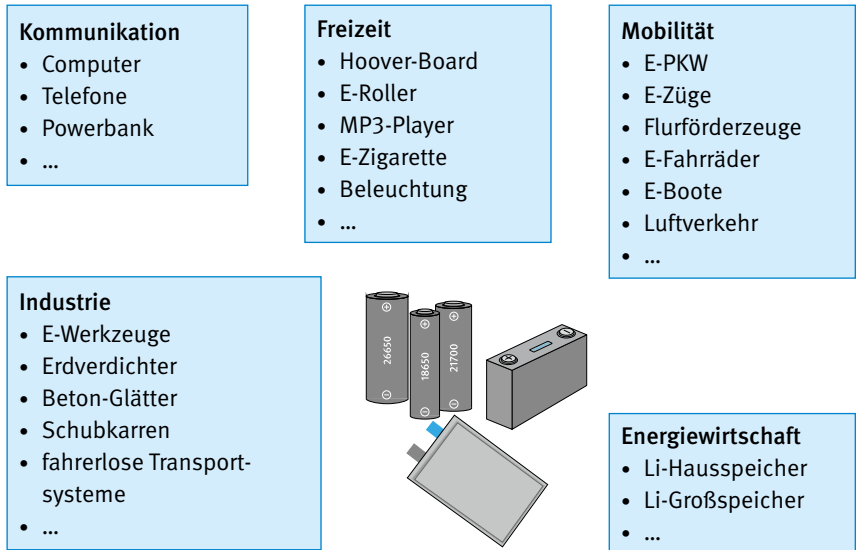 Kommunikation
• Computer
• Telefone
• Powerbank
• ...
Freizeit
• Hoover-Board
• E-Roller
• MP3-Player
• E-Zigarette
• Beleuchtung
• ...
Mobilität
• E-PKW
• E-Züge
• Flurförderzeuge
• E-Fahrräder
• E-Boote
• Luftverkehr
• ...
Industrie
• E-Werkzeuge
• Erdverdichter
• Beton-Glätter
• Schubkarren
• fahrerlose Transport-
systeme
• ...
26650
18650
21700
Energiewirtschaft
• Li-Hausspeicher
• Li-Großspeicher
• ...